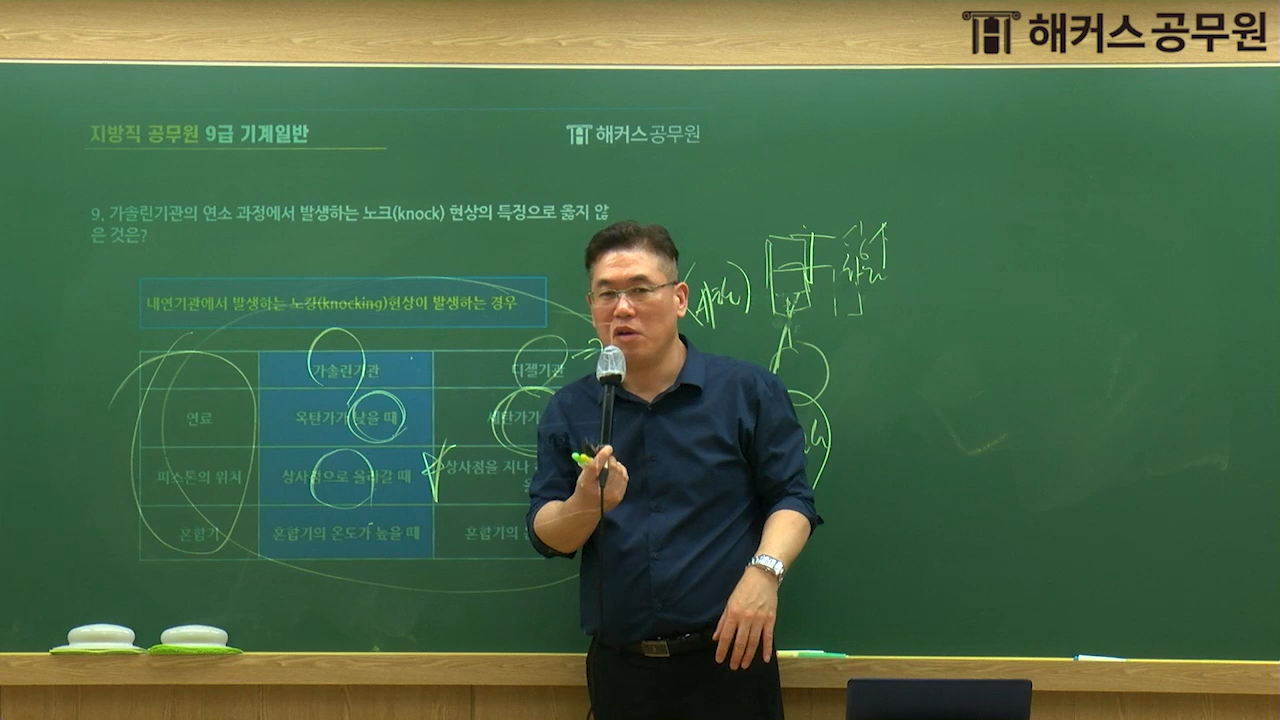 해커스공무원
지방직 공무원 9급 기계일반
해커스공무원
9. 가솔린기관의 연소 과정에서 발생하는 노크(knock) 현상의 특징으로 옳지 않
은 것은?
내연기관에서 발생하는 노킹(knocking)현상이 발생하는 경우
가솔린기관 디젤기관
연료 옥탄가가 낮을 때
피스톤의 위치 상사점으로 올라갈 때 상사점을 지나
혼합기 혼합기의 온도가 높을 때 혼합기의